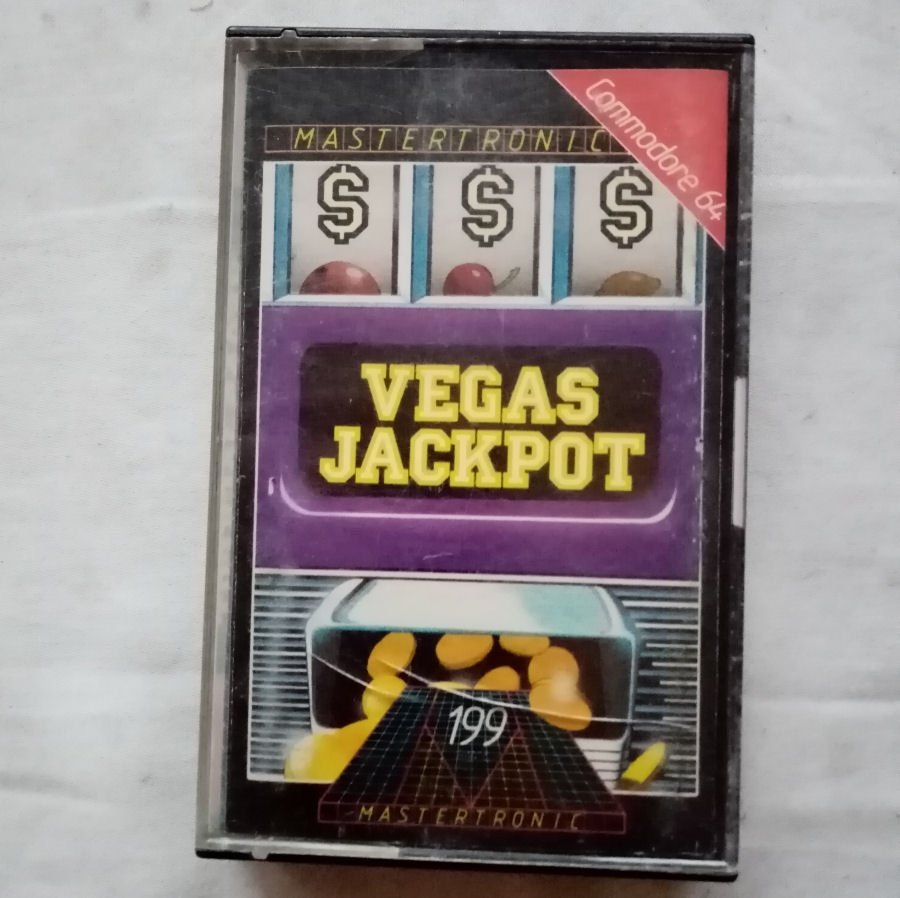 Commodore 64
MASTERTRONIC
$ $ $
VEGAS
JACKPOT
199
MASTERTRONIC